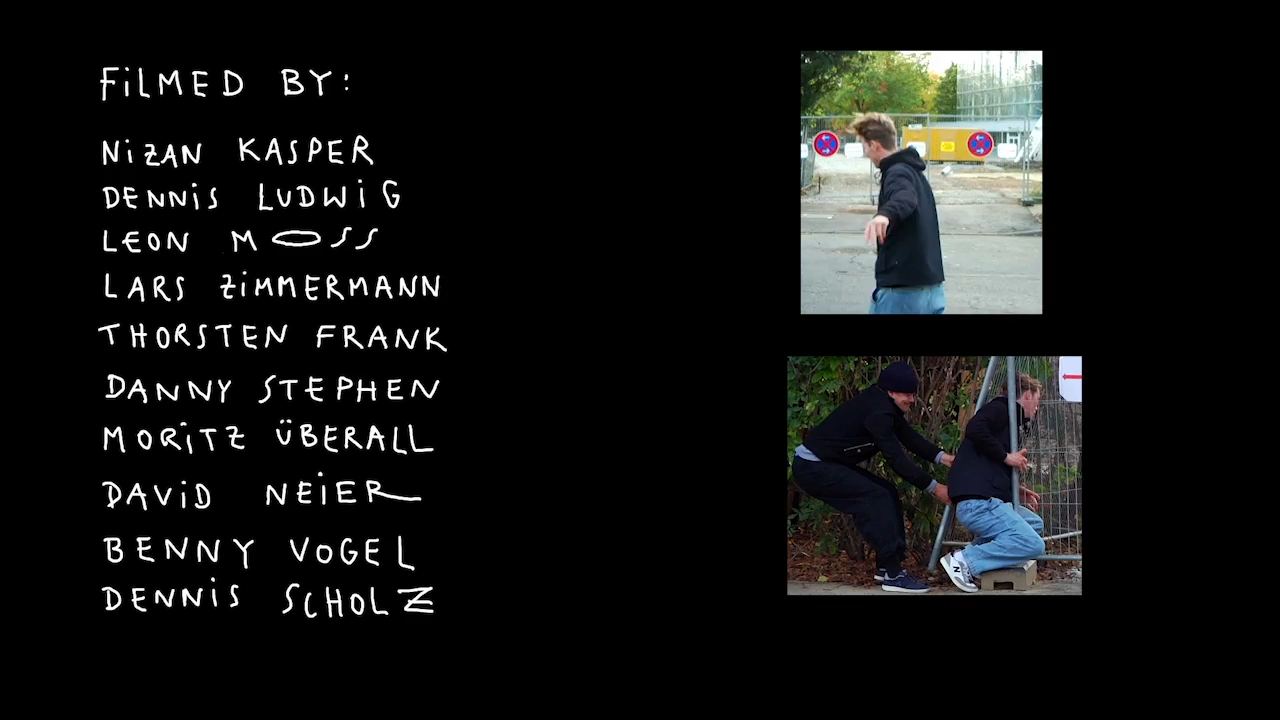 FiLMED BY:
NiZAN KASPER
DENNiS LUDWiG
LEON MOSS
LARS ZiMMERMANN
THORSTEN FRANK
DANNY STEPHEN
MORiTZ ÜBERALL
DAViD NEiER
BENNY VOGEL
DENNiS SCHOLZ